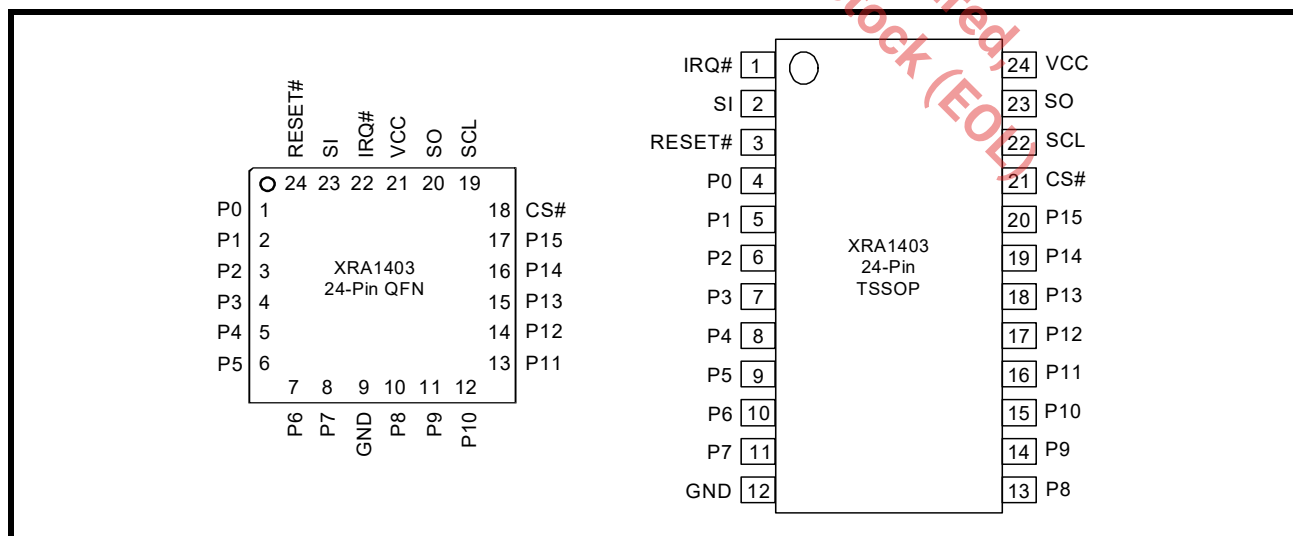 RESET#
SI
IRQ#
VCC
SO
SCL
24 23 22 21 20 19
P0 1
P1 2
P2 3
P3 4
P4 5
P5 6
XRA1403
24-Pin QFN
18 CS#
17 P15
16 P14
15 P13
14 P12
13 P11
7 8 9 10 11 12
P6
P7
GND
P8
P9
P10
IRQ# 1
SI 2
RESET# 3
P0 4
P1 5
P2 6
P3 7
P4 8
P5 9
P6 10
P7 11
GND 12
XRA1403
24-Pin
TSSOP
24 VCC
23 SO
22 SCL
21 CS#
20 P15
19 P14
18 P13
17 P12
16 P11
15 P10
14 P9
13 P8
(EOL)